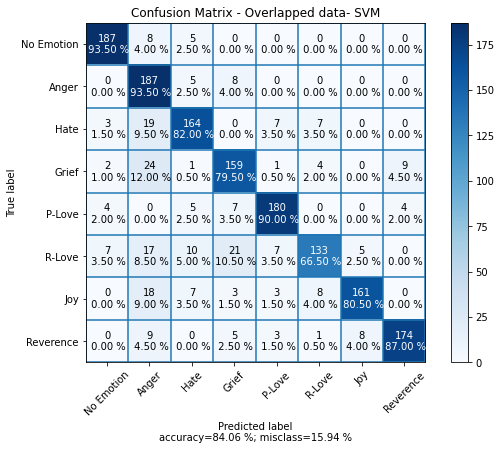 Confusion Matrix - Overlapped data- SVM
No Emotion 187 8 5 0 0 0 0 0
93.50 % 4.00 % 2.50 % 0.00 % 0.00 % 0.00 % 0.00 % 0.00 %
Anger 0 187 5 8 0 0 0 0
0.00 % 93.50 % 2.50 % 4.00 % 0.00 % 0.00 % 0.00 % 0.00 %
Hate 3 19 164 0 7 7 0 0
1.50 % 9.50 % 82.00 % 0.00 % 3.50 % 3.50 % 0.00 % 0.00 %
Grief 2 24 1 159 1 4 0 9
1.00 % 12.00 % 0.50 % 79.50 % 0.50 % 2.00 % 0.00 % 4.50 %
P-Love 4 0 5 7 180 0 0 4
2.00 % 0.00 % 2.50 % 3.50 % 90.00 % 0.00 % 0.00 % 2.00 %
R-Love 7 17 10 21 7 133 5 0
3.50 % 8.50 % 5.00 % 10.50 % 3.50 % 66.50 % 2.50 % 0.00 %
Joy 0 18 7 3 3 8 161 0
0.00 % 9.00 % 3.50 % 1.50 % 1.50 % 4.00 % 80.50 % 0.00 %
Reverence 0 9 0 5 3 1 8 174
0.00 % 4.50 % 0.00 % 2.50 % 1.50 % 0.50 % 4.00 % 87.00 %
True label
No Emotion Anger Hate Grief P-Love R-Love Joy Reverence
Predicted label
accuracy=84.06 %; misclass=15.94 %
175
150
125
100
75
50
25
0